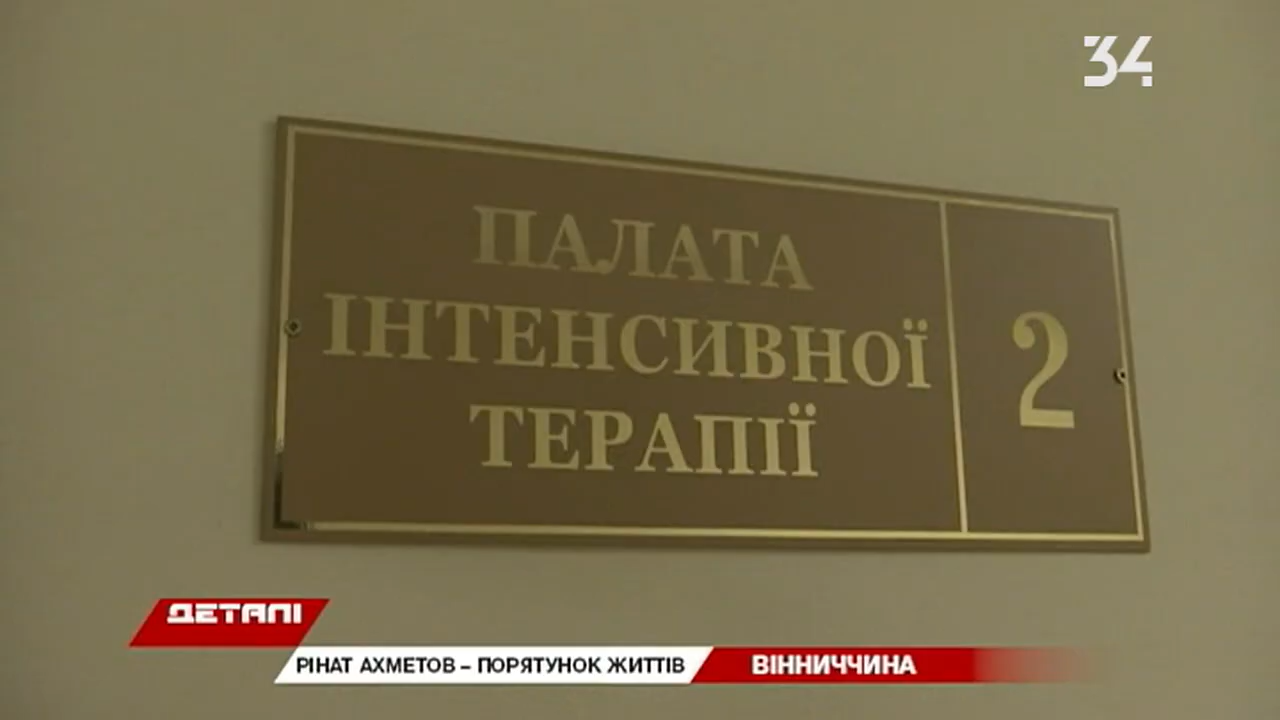 34
ПАЛАТА
ІНТЕНСИВНОЇ
ТЕРАПІЇ
2
ДЕТАЛІ
РІНАТ АХМЕТОВ – ПОРЯТУНОК ЖИТТІВ
ВІННИЧЧИНА